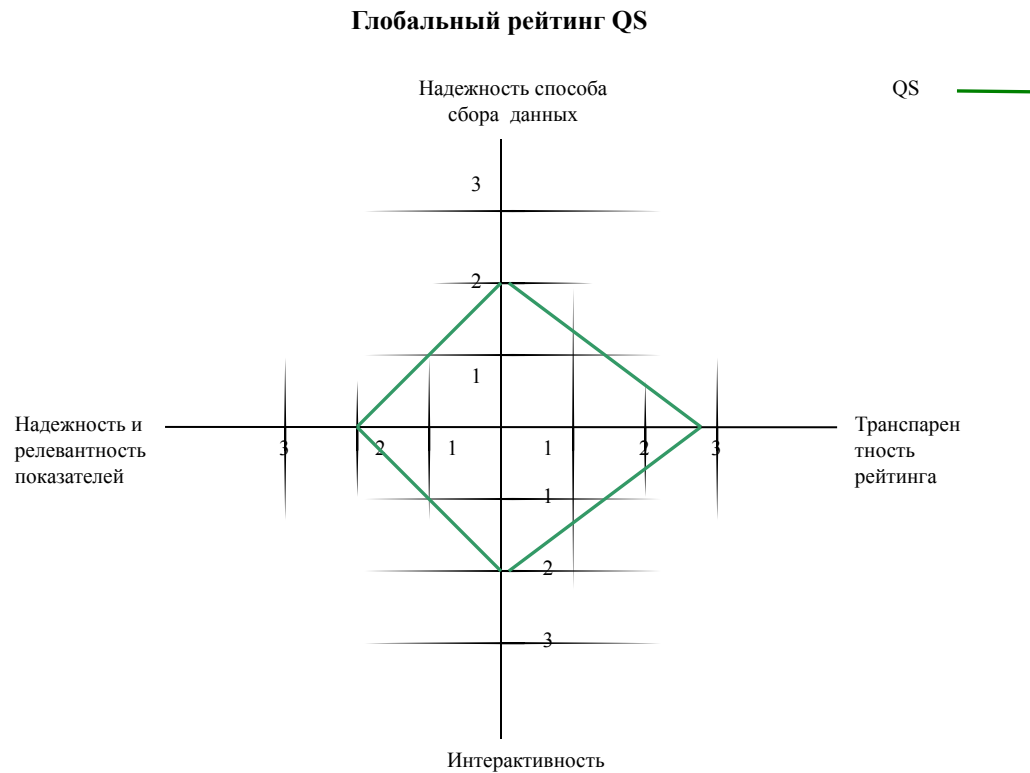 Глобальный рейтинг QS
Надежность способа
сбора данных
QS
3
2
1
Надежность и
релевантность
показателей
3
2
1
1
2
3
Транспарен
тность
рейтинга
1
2
3
Интерактивность